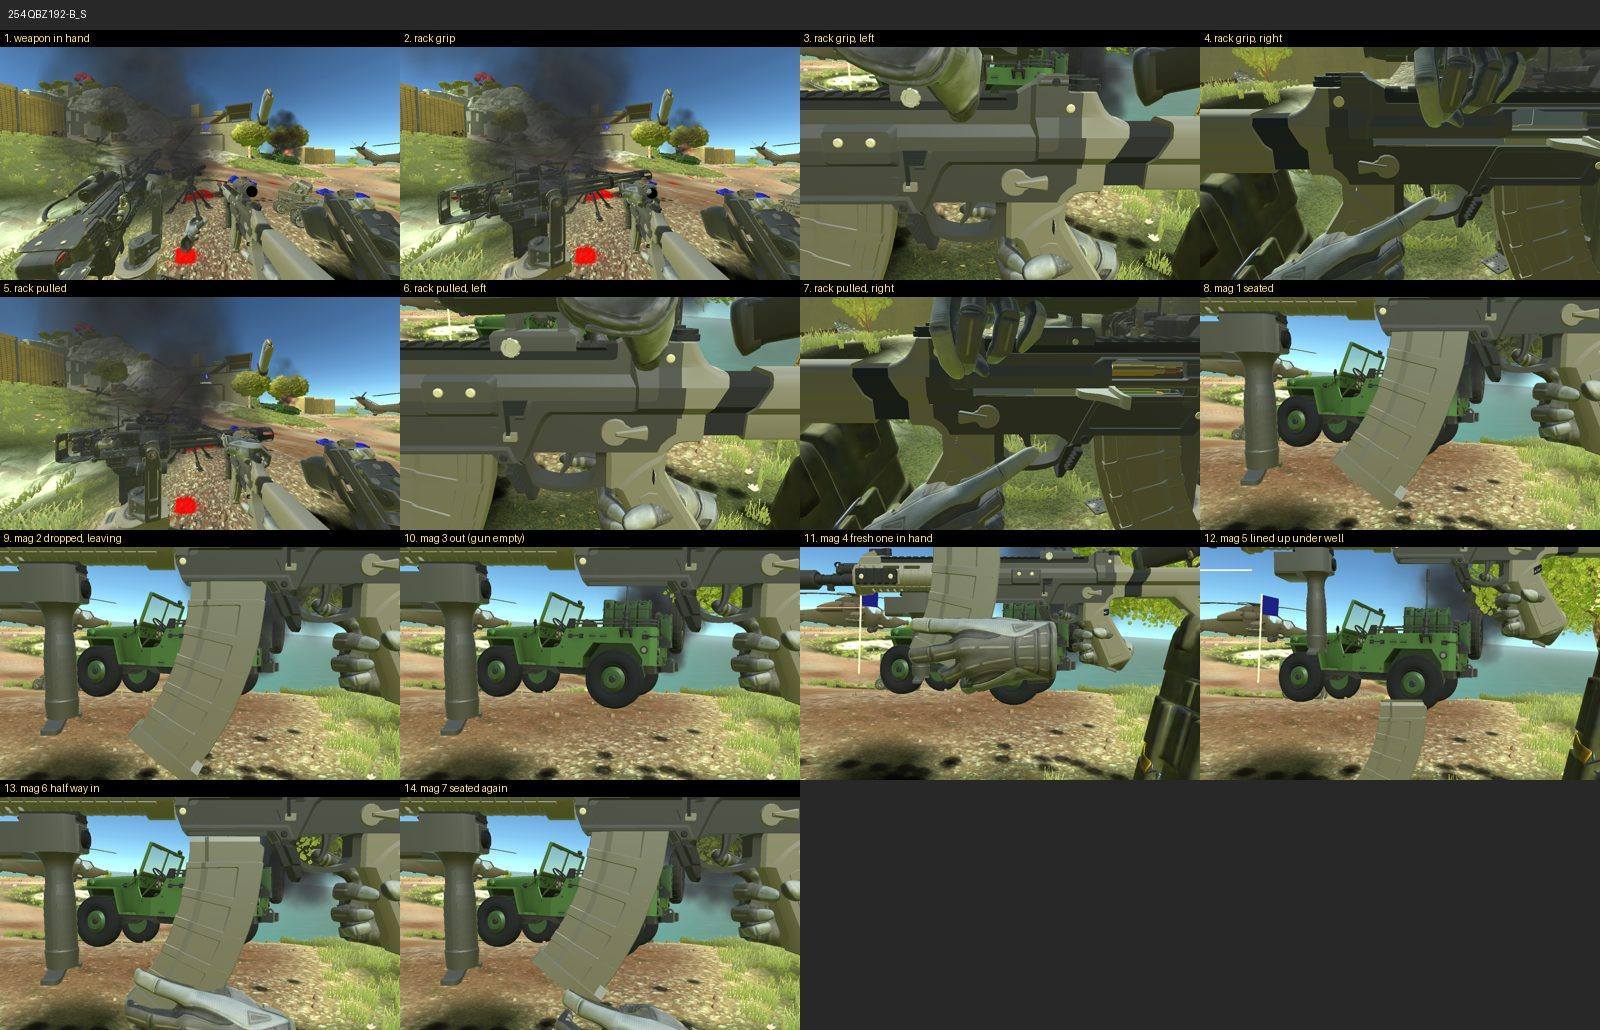 254 QBZ192-B_S
1. weapon in hand
2. rack grip
3. rack grip, left
4. rack grip, right
5. rack pulled
6. rack pulled, left
7. rack pulled, right
8. mag 1 seated
9. mag 2 dropped, leaving
10. mag 3 out (gun empty)
11. mag 4 fresh one in hand
12. mag 5 lined up under well
13. mag 6 half way in
14. mag 7 seated again